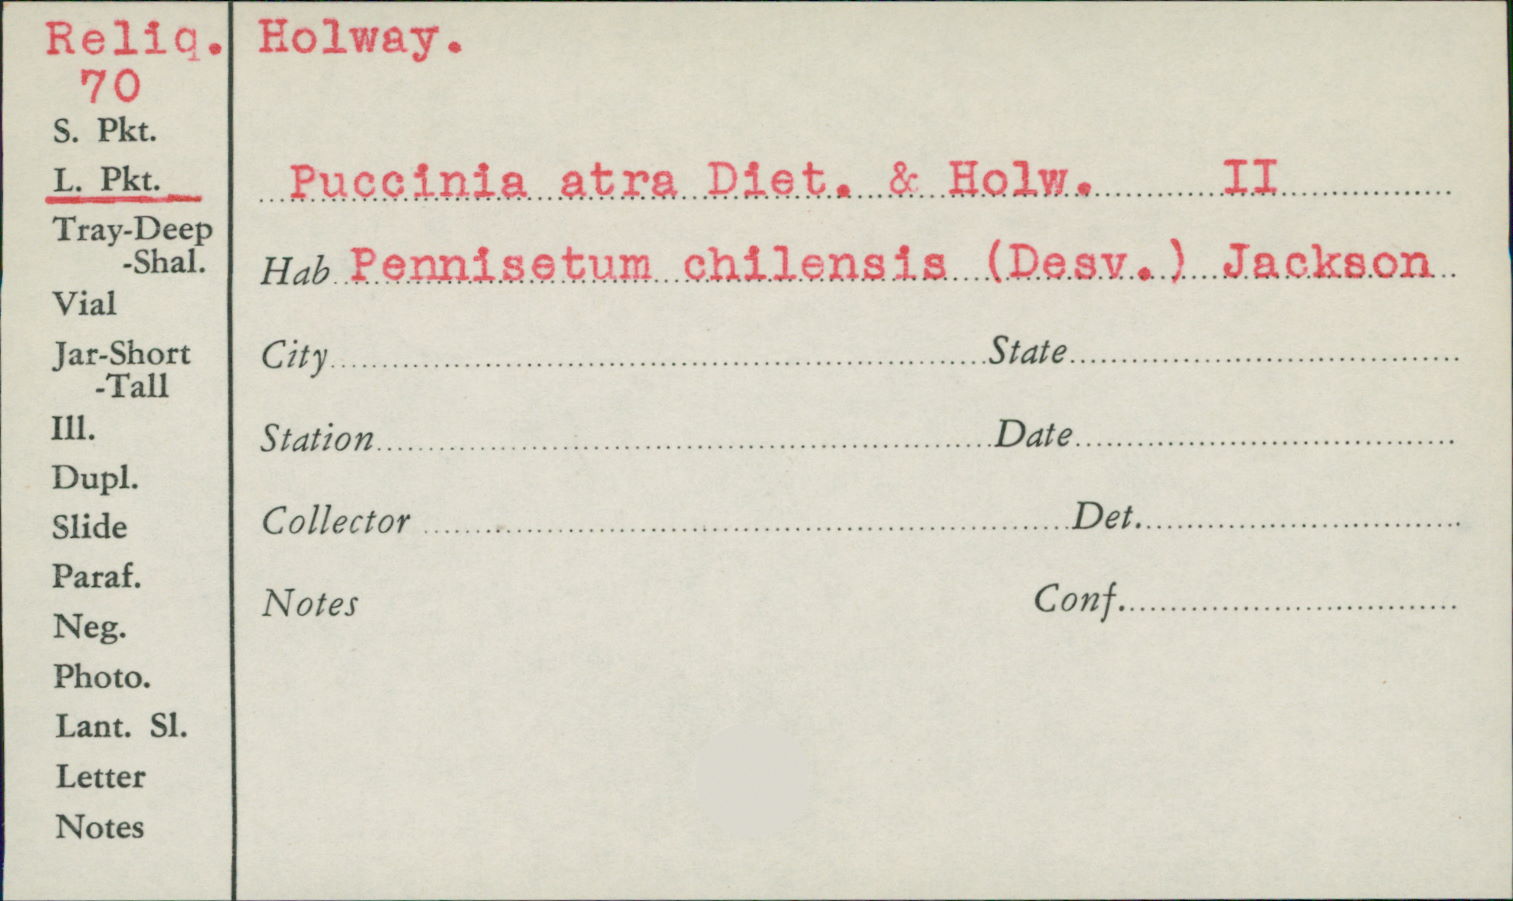 Reliq. Holway.
70
S. Pkt.
L. Pkt.
Puccinia atra Diet. & Holw. II
Tray-Deep
-Shal.
Hab Pennisetum chilensis (Desv.) Jackson
Vial
Jar-Short
-Tall
City State
Ill.
Station Date
Dupl.
Slide
Collector Det.
Paraf.
Notes Conf.
Neg.
Photo.
Lant. Sl.
Letter
Notes